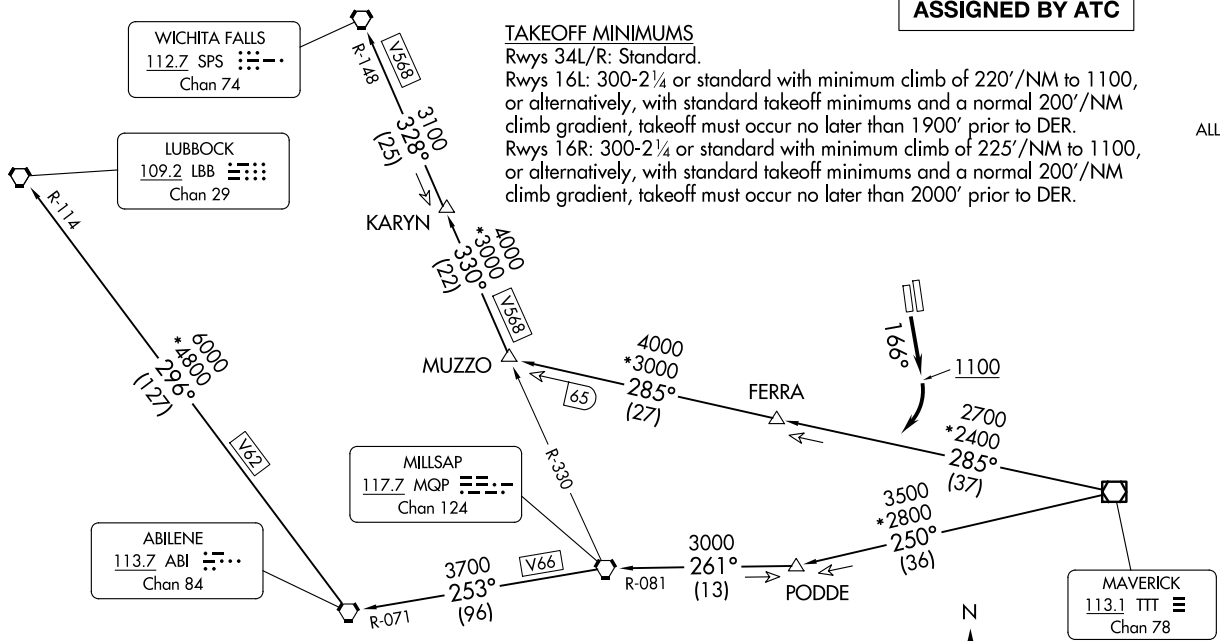 ASSIGNED BY ATC
TAKEOFF MINIMUMS
Rwys 34L/R: Standard.
Rwys 16L: 300-2¼ or standard with minimum climb of 220'/NM to 1100,
or alternatively, with standard takeoff minimums and a normal 200'/NM
climb gradient, takeoff must occur no later than 1900' prior to DER.
Rwys 16R: 300-2¼ or standard with minimum climb of 225'/NM to 1100,
or alternatively, with standard takeoff minimums and a normal 200'/NM
climb gradient, takeoff must occur no later than 2000' prior to DER.
ALL
WICHITA FALLS
112.7 SPS
Chan 74
R-148
V568
3100
328°
(25)
LUBBOCK
109.2 LBB
Chan 29
R-114
KARYN
4000
*3000
330°
(22)
V568
6000
*4800
296°
(127)
V62
MUZZO
65
4000
*3000
285°
(27)
FERRA
166°
1100
2700
*2400
285°
(37)
MILLSAP
117.7 MQP
Chan 124
R-330
3500
*2800
250°
(36)
ABILENE
113.7 ABI
Chan 84
R-071
3700
253°
(96)
V66
R-081
3000
261°
(13)
PODDE
N
MAVERICK
113.1 TTT
Chan 78